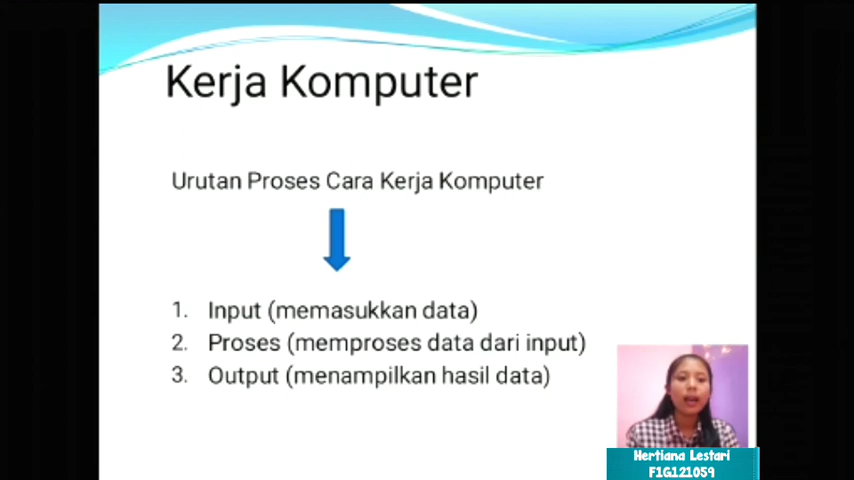 Kerja Komputer
Urutan Proses Cara Kerja Komputer
1. Input (memasukkan data)
2. Proses (memproses data dari input)
3. Output (menampilkan hasil data)
Hertiana Lestari
F1G121059